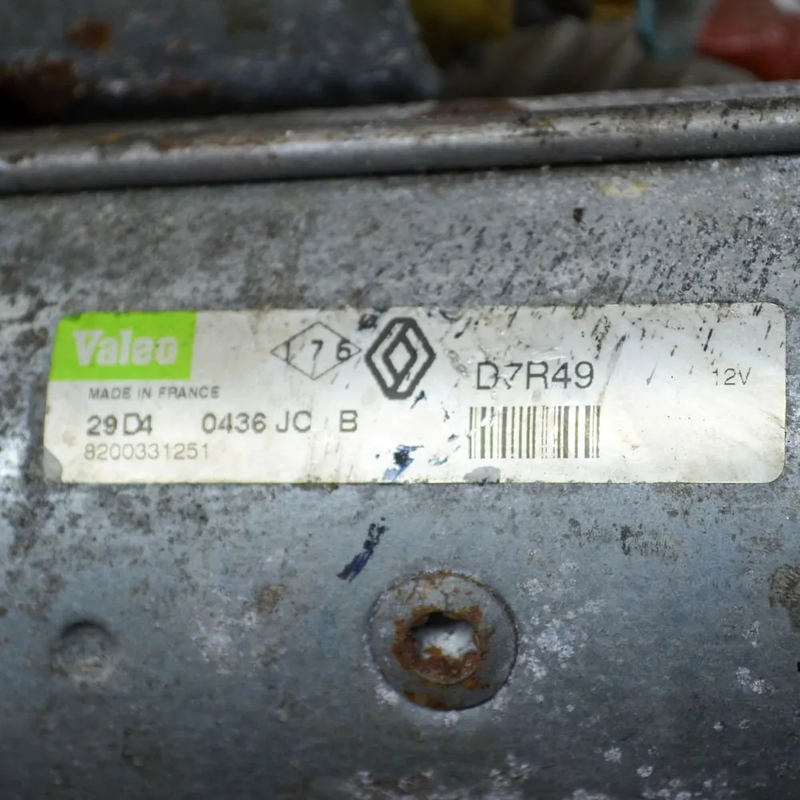 Valeo
176
D7R49
12V
MADE IN FRANCE
29D4 0436 JC B
8200331251